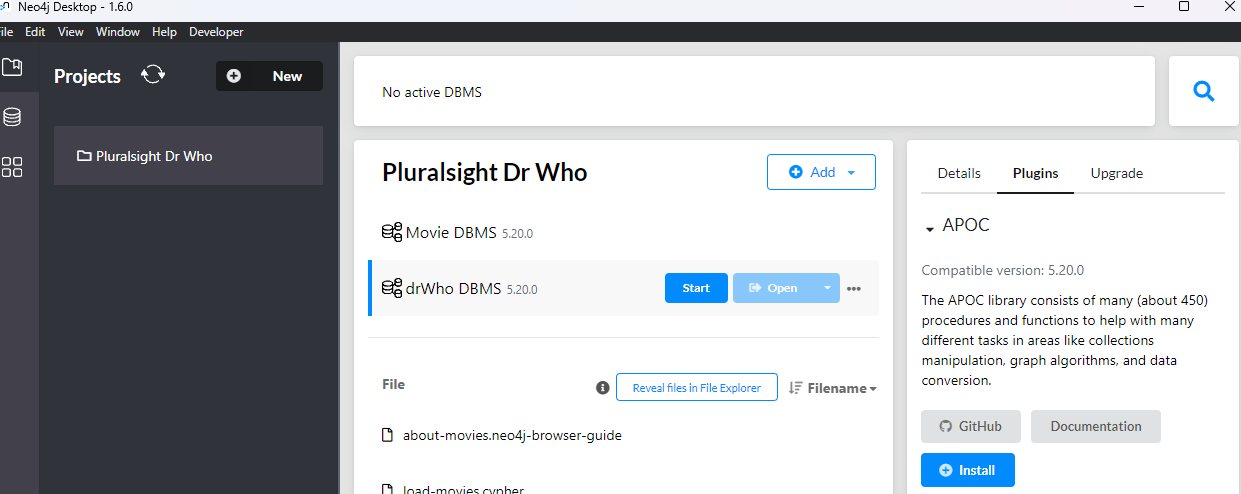 Neo4j Desktop - 1.6.0
File Edit View Window Help Developer
Projects
New
Pluralsight Dr Who
No active DBMS
Pluralsight Dr Who
Add
Movie DBMS 5.20.0
drWho DBMS 5.20.0
Start
Open
File
Reveal files in File Explorer
Filename
about-movies.neo4j-browser-guide
load-movies.cypher
Details Plugins Upgrade
APOC
Compatible version: 5.20.0
The APOC library consists of many (about 450)
procedures and functions to help with many
different tasks in areas like collections
manipulation, graph algorithms, and data
conversion.
GitHub
Documentation
Install